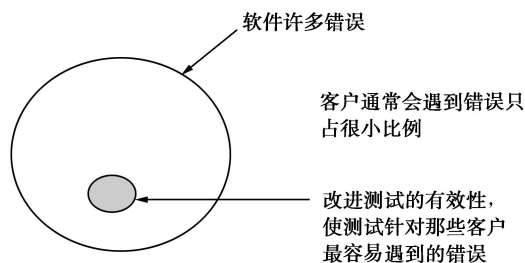 软件许多错误
客户通常会遇到错误只
占很小比例
改进测试的有效性，
使测试针对那些客户
最容易遇到的错误